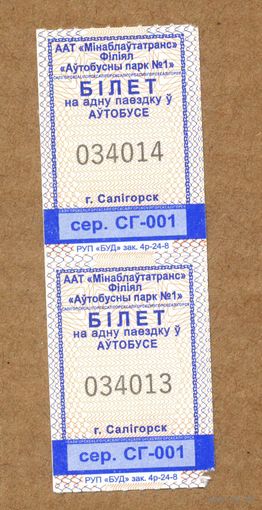 ААТ «Мінаблаўтатранс»
Філіял
«Аўтобусны парк №1»
БІЛЕТ
на адну паездку ў
АЎТОБУСЕ
034014
г. Салігорск
сер. СГ-001
РУП «БУД» зак. 4р-24-8
ААТ «Мінаблаўтатранс»
Філіял
«Аўтобусны парк №1»
БІЛЕТ
на адну паездку ў
АЎТОБУСЕ
034013
г. Салігорск
сер. СГ-001
РУП «БУД» зак. 4р-24-8